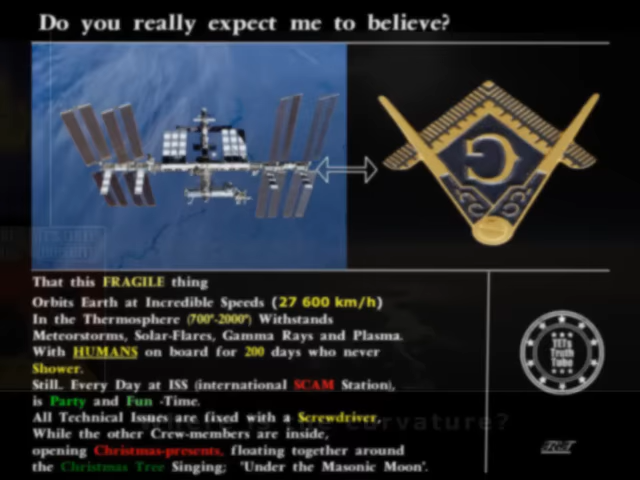 Do you really expect me to believe?
G
That this FRAGILE thing
Orbits Earth at Incredible Speeds (27 600 km/h)
In the Thermosphere (700º-2000º) Withstands
Meteorstorms, Solar-Flares, Gamma Rays and Plasma.
With HUMANS on board for 200 days who never
Shower.
Still.. Every Day at ISS (international SCAM Station),
is Party and Fun -Time.
All Technical Issues are fixed with a Screwdriver,
While the other Crew-members are inside,
opening Christmas-presents, floating together around
the Christmas Tree Singing; 'Under the Masonic Moon'.
curvature?
TETs
Truth
Tube